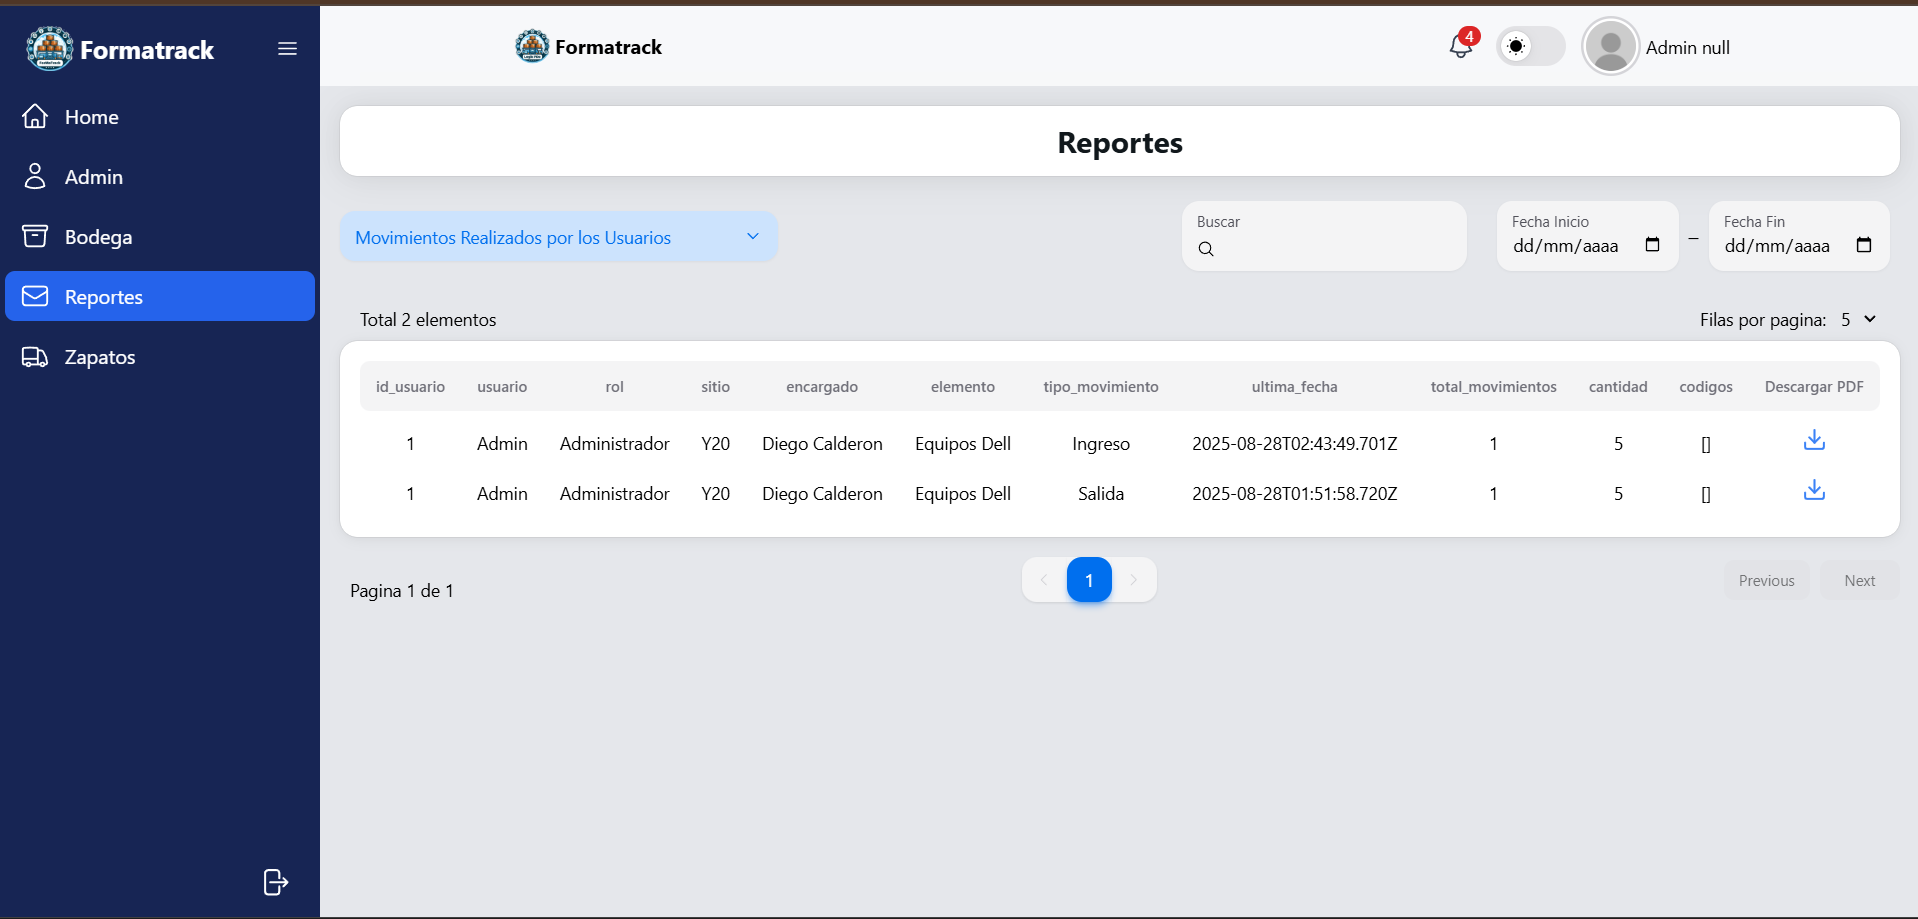 Formatrack
Home
Admin
Bodega
Reportes
Zapatos
Formatrack
4
Admin null
Reportes
Movimientos Realizados por los Usuarios
Buscar
Fecha Inicio
dd/mm/aaaa
–
Fecha Fin
dd/mm/aaaa
Total 2 elementos
Filas por pagina: 5
id_usuario usuario rol sitio encargado elemento tipo_movimiento ultima_fecha total_movimientos cantidad codigos Descargar PDF
1 Admin Administrador Y20 Diego Calderon Equipos Dell Ingreso 2025-08-28T02:43:49.701Z 1 5 []
1 Admin Administrador Y20 Diego Calderon Equipos Dell Salida 2025-08-28T01:51:58.720Z 1 5 []
Pagina 1 de 1
1
Previous Next